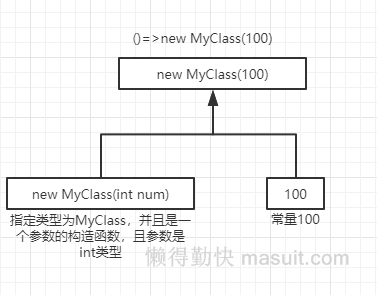 ()=>new MyClass(100)
new MyClass(100)
new MyClass(int num)
100
指定类型为MyClass，并且是一
个参数的构造函数，且参数是
int类型
常量100
懒得勤快 masuit.com